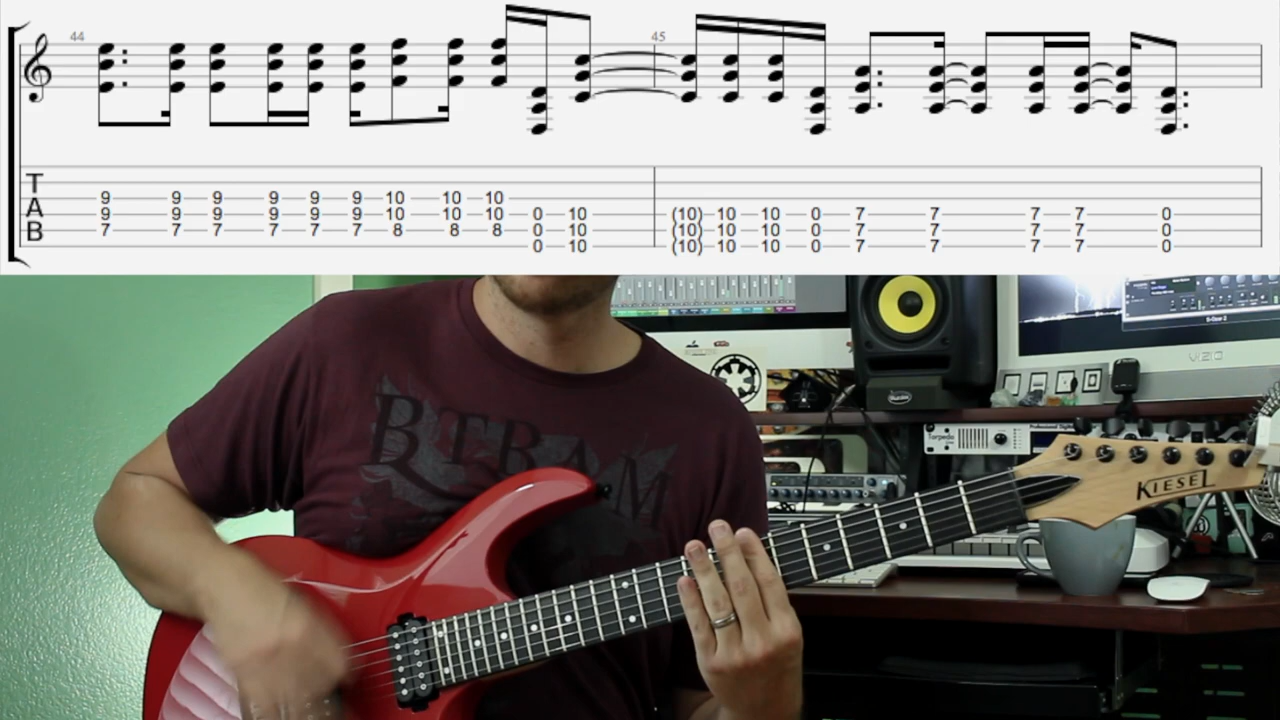 44 45
T
A
B
9 9 9 9 9 9 10 10 10
9 9 9 9 9 9 10 10 10 0 10 (10) 10 10 0 7 7 7 7 0
7 7 7 7 7 7 8 8 8 0 10 (10) 10 10 0 7 7 7 7 0
0 10 (10) 10 10 0 7 7 7 7 0
BTBAM
VIZIO
Torpedo
KIESEL